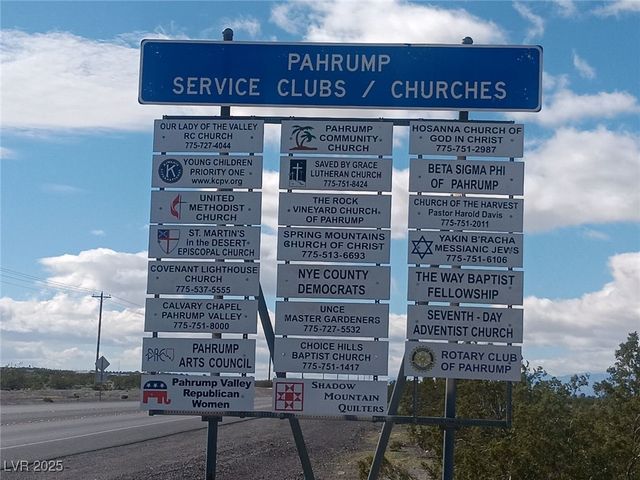 PAHRUMP
SERVICE CLUBS / CHURCHES
OUR LADY OF THE VALLEY
RC CHURCH
775-727-4044
YOUNG CHILDREN
PRIORITY ONE
www.kcpv.org
UNITED
METHODIST
CHURCH
ST. MARTIN'S
In the DESERT
EPISCOPAL CHURCH
COVENANT LIGHTHOUSE
CHURCH
775-537-5555
CALVARY CHAPEL
PAHRUMP VALLEY
775-751-8000
PVAC
PAHRUMP
ARTS COUNCIL
Pahrump Valley
Republican
Women
PAHRUMP
COMMUNITY
CHURCH
SAVED BY GRACE
LUTHERAN CHURCH
775-751-8424
THE ROCK
VINEYARD CHURCH
OF PAHRUMP
SPRING MOUNTAINS
CHURCH OF CHRIST
775-513-6693
NYE COUNTY
DEMOCRATS
UNCE
MASTER GARDENERS
775-727-5532
CHOICE HILLS
BAPTIST CHURCH
775-751-1417
SHADOW
MOUNTAIN
QUILTERS
HOSANNA CHURCH OF
GOD IN CHRIST
775-751-2987
BETA SIGMA PHI
OF PAHRUMP
CHURCH OF THE HARVEST
Pastor Harold Davis
775-751-2011
YAKIN B'RACHA
MESSIANIC JEWS
775-751-6106
THE WAY BAPTIST
FELLOWSHIP
SEVENTH - DAY
ADVENTIST CHURCH
ROTARY CLUB
OF PAHRUMP
LVR 2025